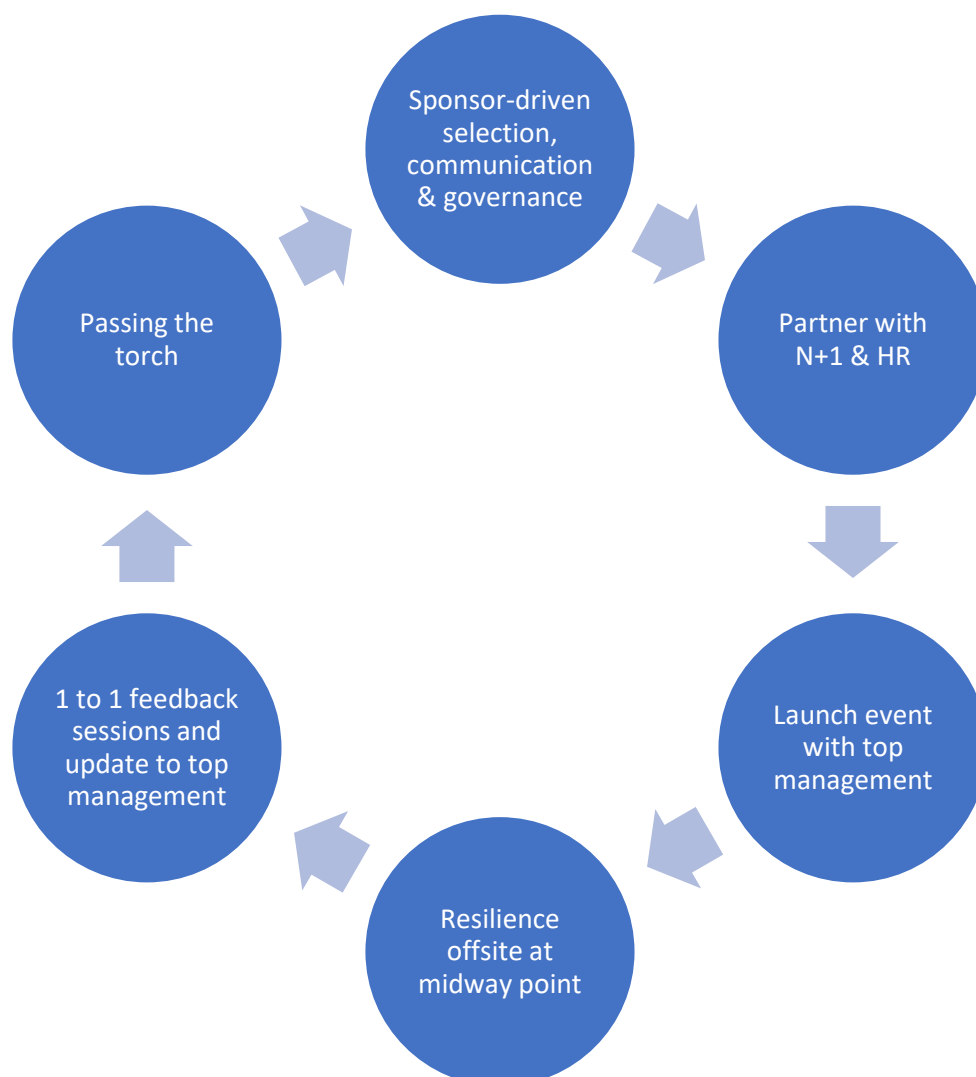 Sponsor-driven
selection,
communication
& governance
Partner with
N+1 & HR
Launch event
with top
management
Resilience
offsite at
midway point
1 to 1 feedback
sessions and
update to top
management
Passing the
torch